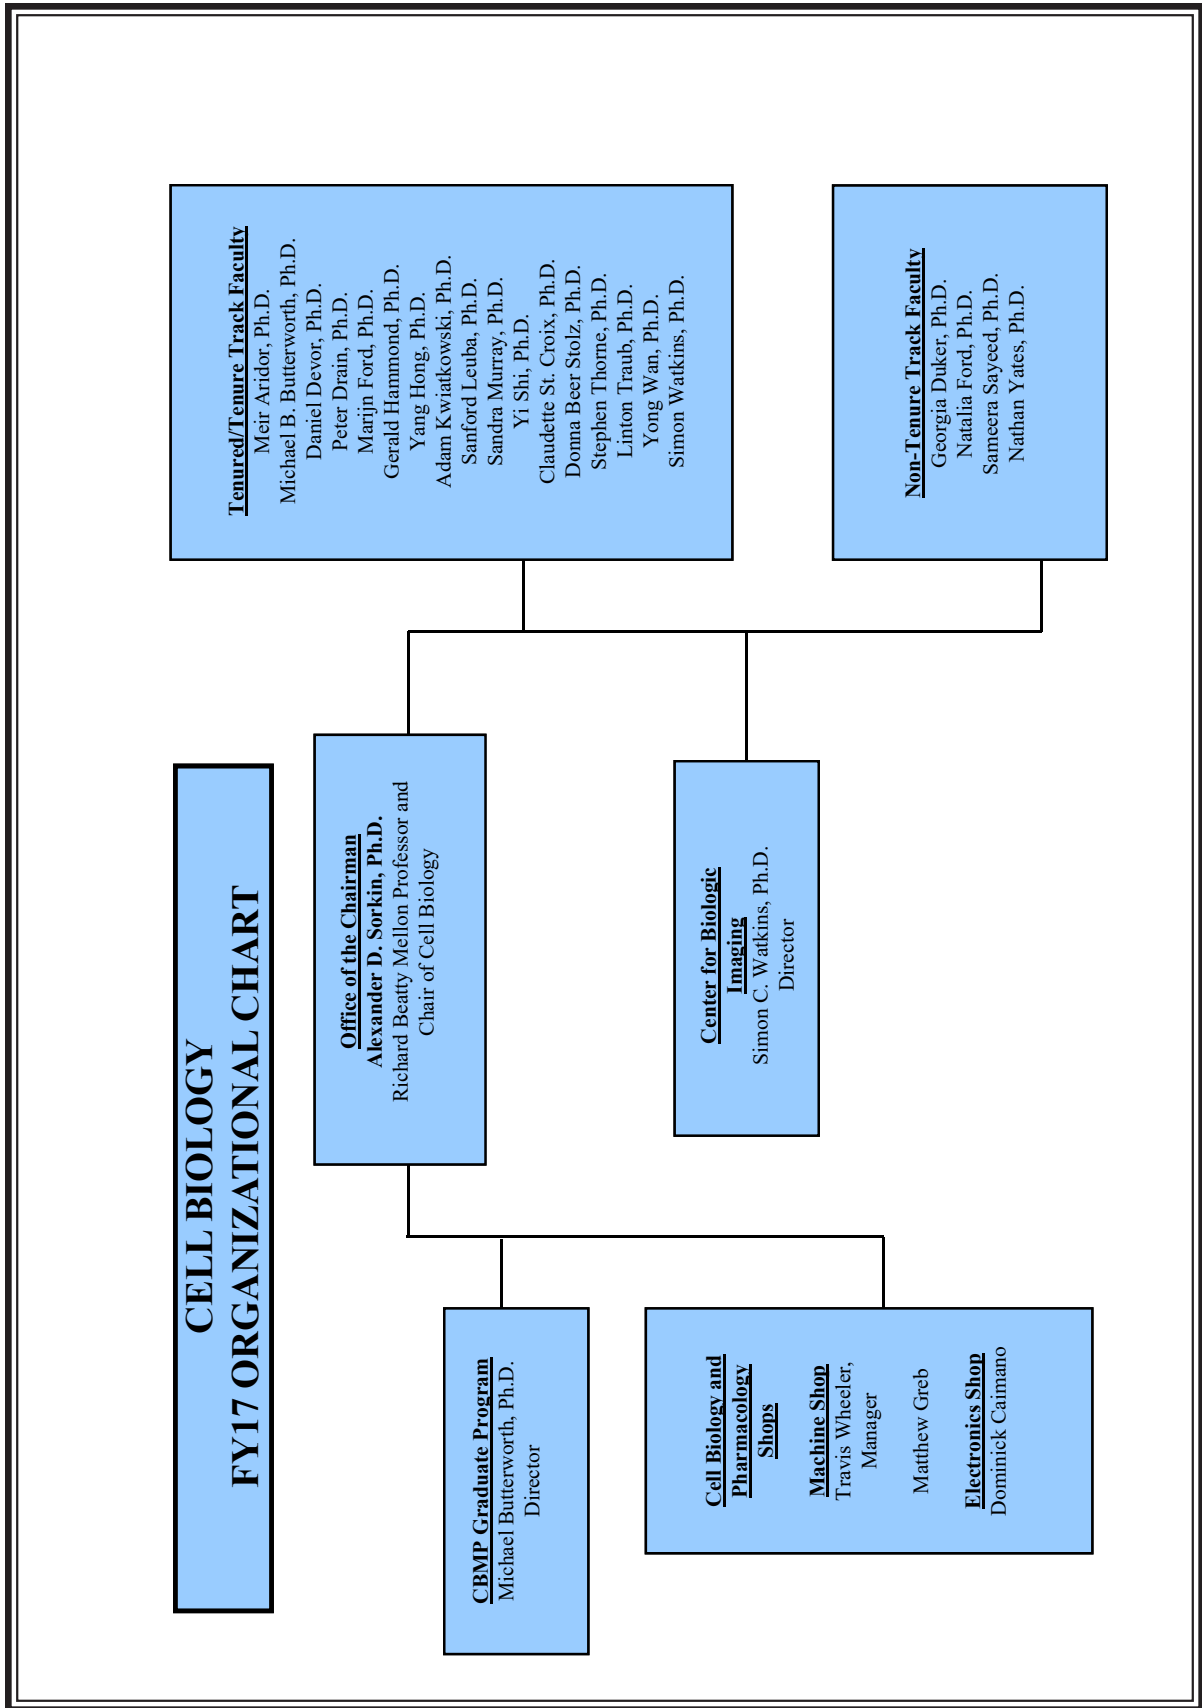 CELL BIOLOGY
FY17 ORGANIZATIONAL CHART
Office of the Chairman
Alexander D. Sorkin, Ph.D.
Richard Beatty Mellon Professor and
Chair of Cell Biology
CBMP Graduate Program
Michael Butterworth, Ph.D.
Director
Cell Biology and
Pharmacology
Shops
Machine Shop
Travis Wheeler,
Manager
Matthew Greb
Electronics Shop
Dominick Caimano
Center for Biologic
Imaging
Simon C. Watkins, Ph.D.
Director
Tenured/Tenure Track Faculty
Meir Aridor, Ph.D.
Michael B. Butterworth, Ph.D.
Daniel Devor, Ph.D.
Peter Drain, Ph.D.
Marijn Ford, Ph.D.
Gerald Hammond, Ph.D.
Yang Hong, Ph.D.
Adam Kwiatkowski, Ph.D.
Sanford Leuba, Ph.D.
Sandra Murray, Ph.D.
Yi Shi, Ph.D.
Claudette St. Croix, Ph.D.
Donna Beer Stolz, Ph.D.
Stephen Thorne, Ph.D.
Linton Traub, Ph.D.
Yong Wan, Ph.D.
Simon Watkins, Ph.D.
Non-Tenure Track Faculty
Georgia Duker, Ph.D.
Natalia Ford, Ph.D.
Sameera Sayeed, Ph.D.
Nathan Yates, Ph.D.